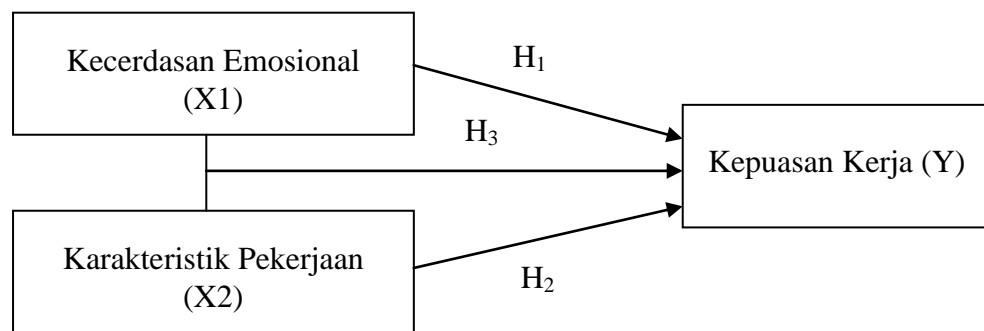 Kecerdasan Emosional
(X1)
H₁
H₃
Kepuasan Kerja (Y)
Karakteristik Pekerjaan
(X2)
H₂